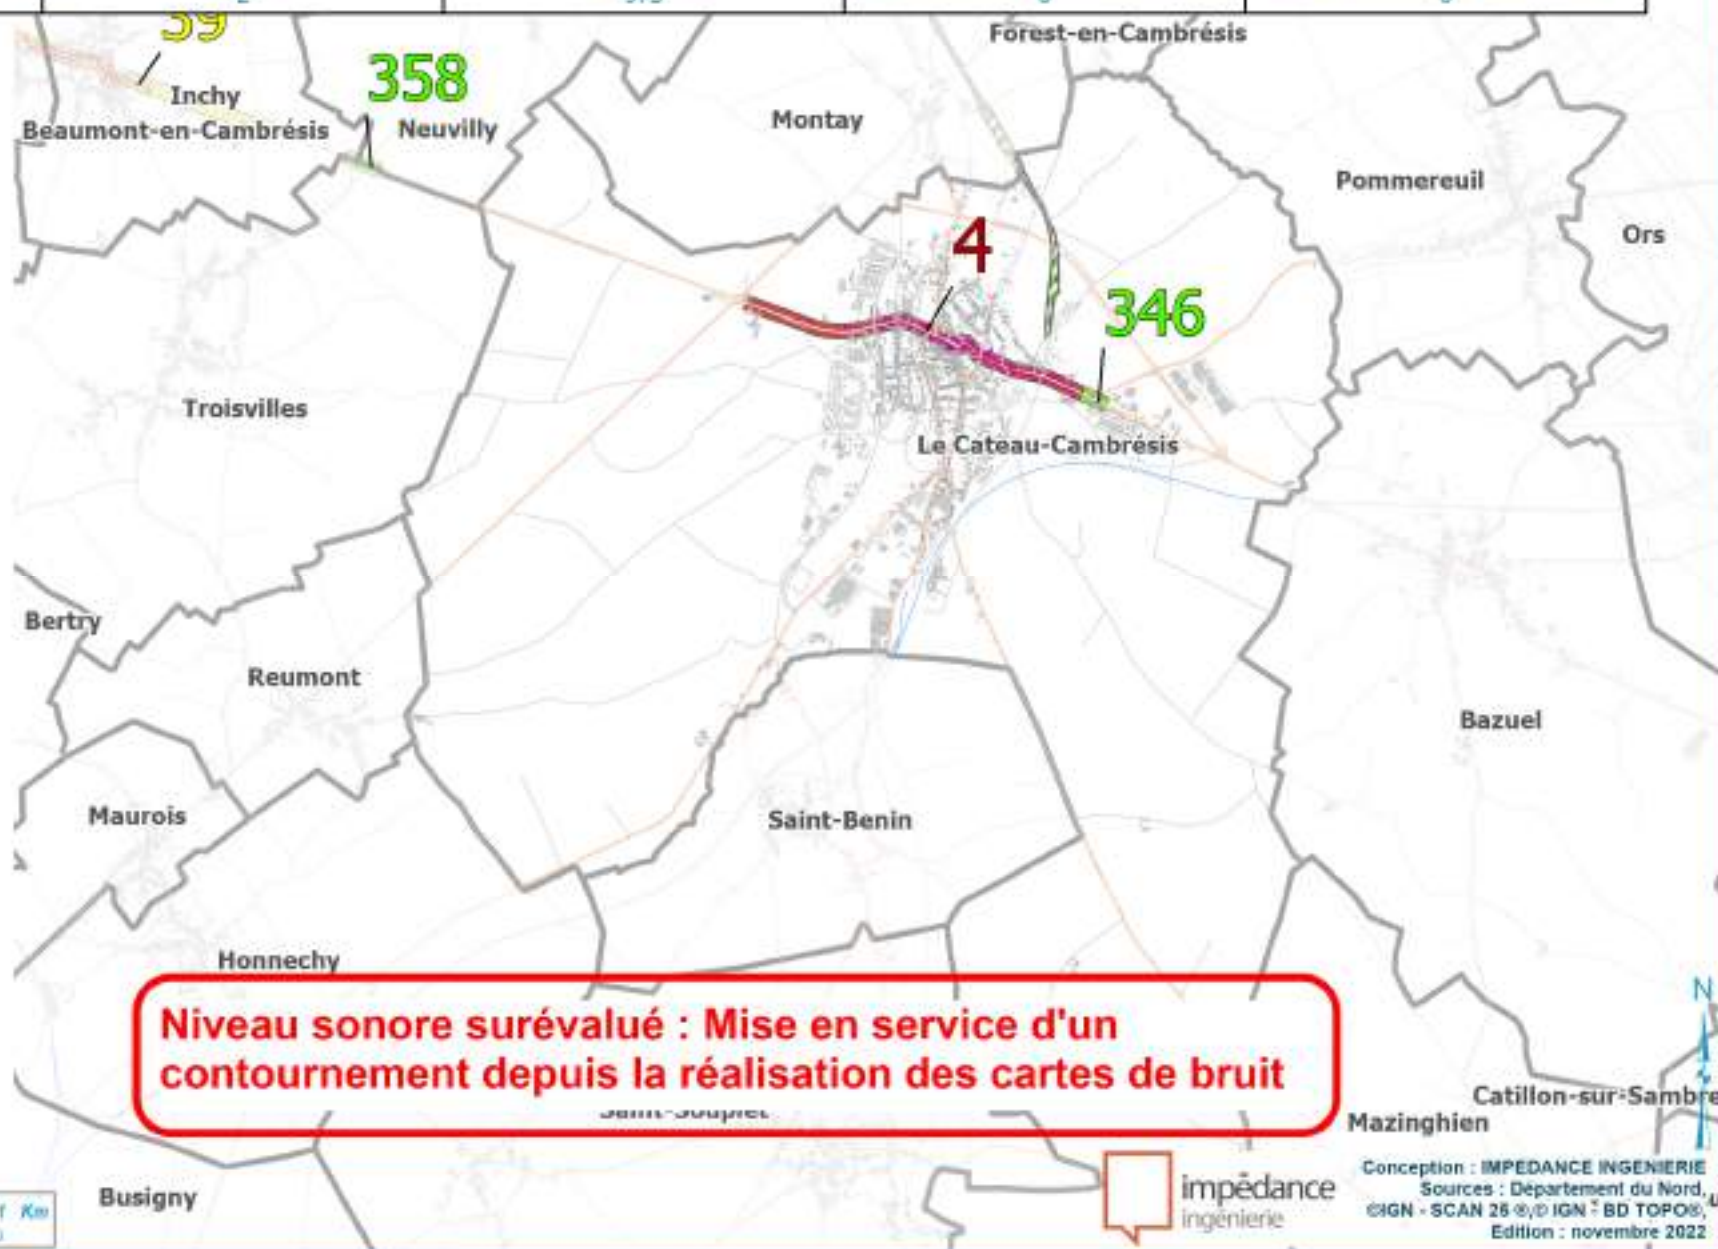 39
Forest-en-Cambrésis
358
Inchy
Montay
Beaumont-en-Cambrésis
Neuvilly
Pommereuil
4
Ors
346
Troisvilles
Le Cateau-Cambrésis
Bertry
Reumont
Bazuel
Maurois
Saint-Benin
Honnechy
N
Niveau sonore surévalué : Mise en service d'un
contournement depuis la réalisation des cartes de bruit
Saint-Souplet
Catillon-sur-Sambre
Mazinghien
Busigny
Km
impédance
ingénierie
Conception : IMPEDANCE INGENIERIE
Sources : Département du Nord,
©IGN - SCAN 25 ®,© IGN - BD TOPO®,
Edition : novembre 2022